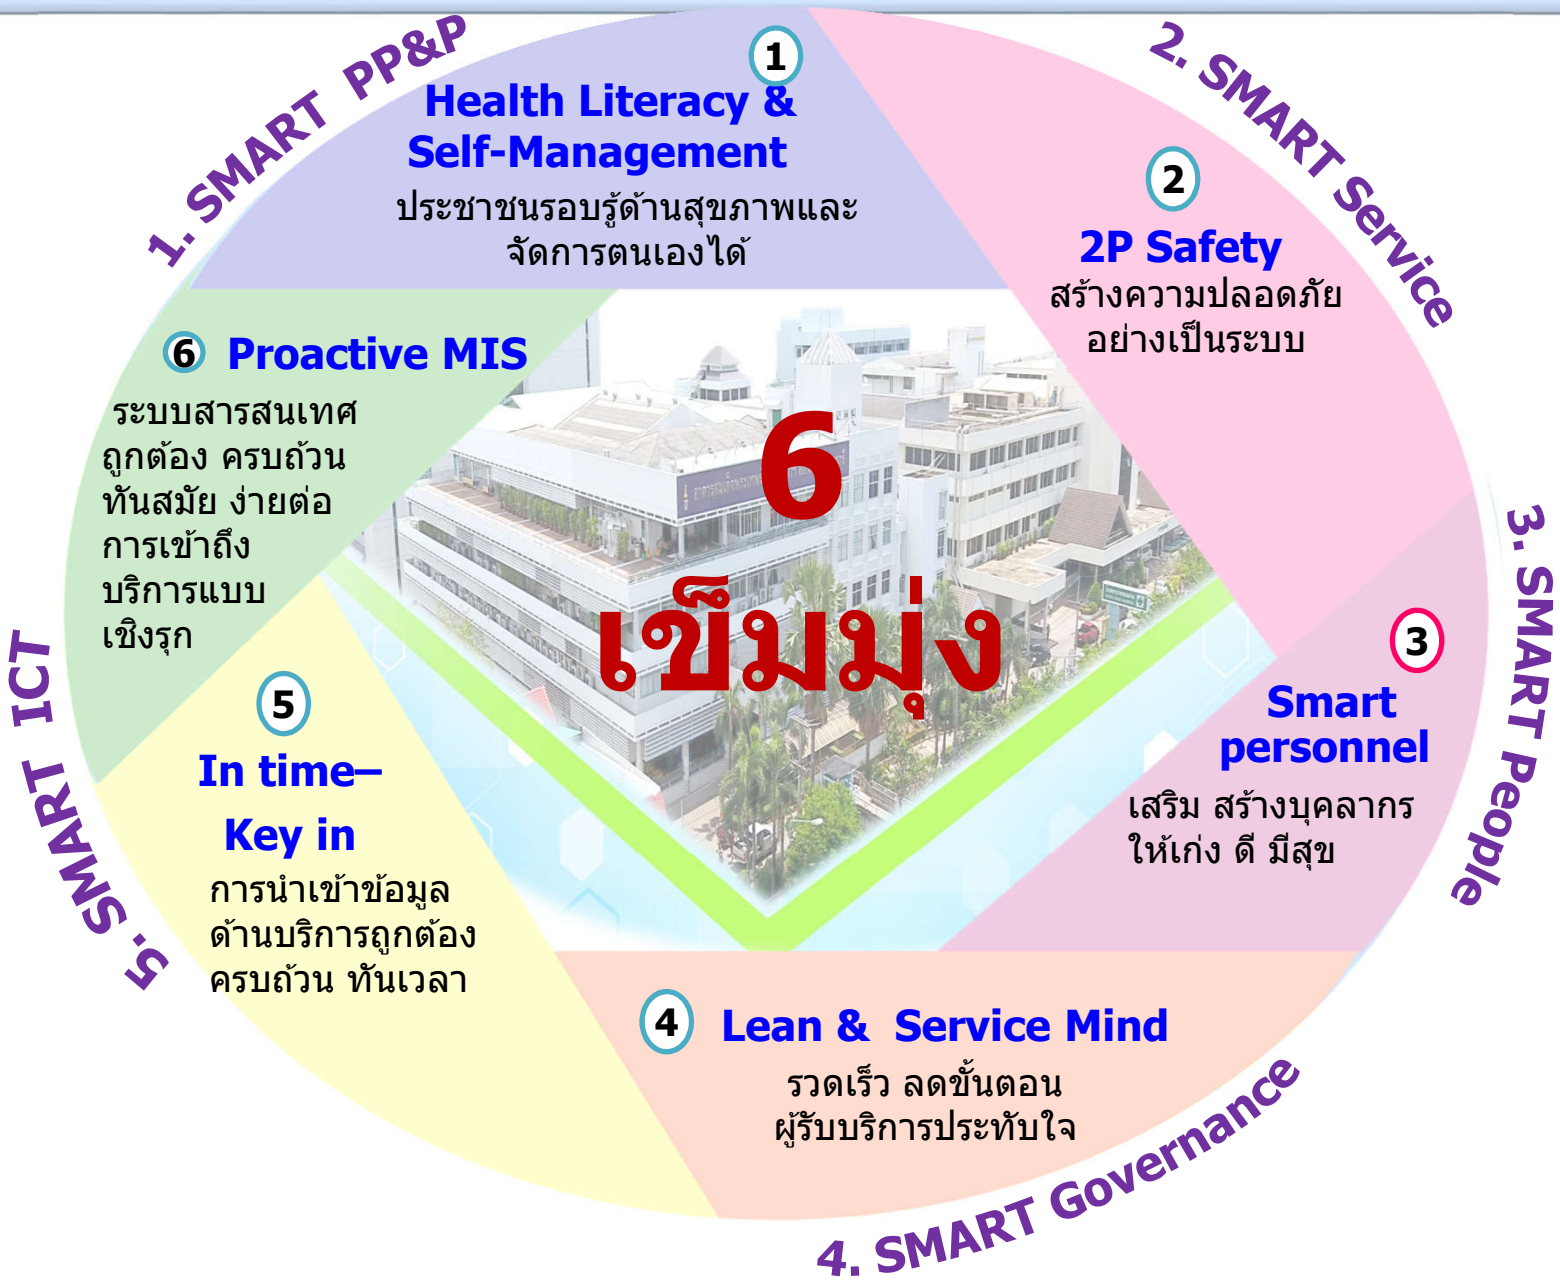 1. SMART PP&P
2. SMART Service
3. SMART People
4. SMART Governance
5. SMART ICT
1
Health Literacy &
Self-Management
ประชาชนรอบรู้ด้านสุขภาพและ
จัดการตนเองได้
2
2P Safety
สร้างความปลอดภัย
อย่างเป็นระบบ
3
Smart
personnel
เสริม สร้างบุคลากร
ให้เก่ง ดี มีสุข
4 Lean & Service Mind
รวดเร็ว ลดขั้นตอน
ผู้รับบริการประทับใจ
5
In time–
Key in
การนำเข้าข้อมูล
ด้านบริการถูกต้อง
ครบถ้วน ทันเวลา
6 Proactive MIS
ระบบสารสนเทศ
ถูกต้อง ครบถ้วน
ทันสมัย ง่ายต่อ
การเข้าถึง
บริการแบบ
เชิงรุก
6
เข็มมุ่ง